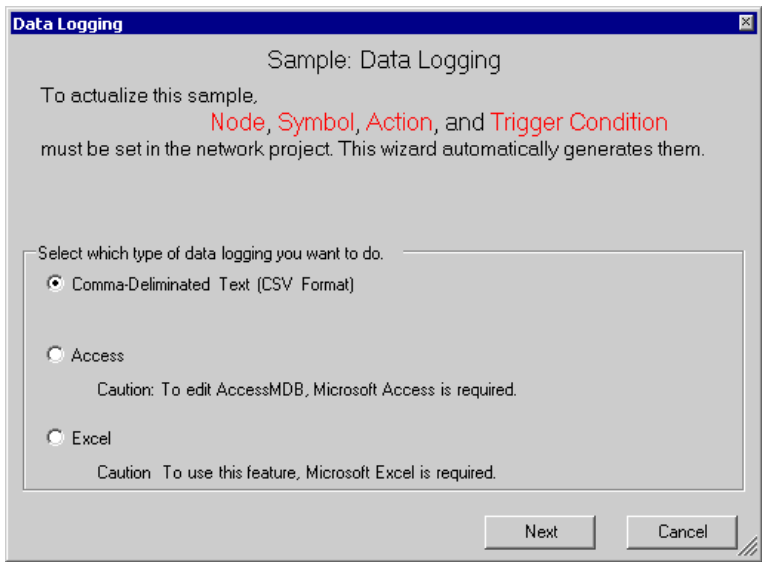 Data Logging
Sample: Data Logging
To actualize this sample,
Node, Symbol, Action, and Trigger Condition
must be set in the network project. This wizard automatically generates them.
Select which type of data logging you want to do.
Comma-Deliminated Text (CSV Format)
Access
Caution: To edit AccessMDB, Microsoft Access is required.
Excel
Caution To use this feature, Microsoft Excel is required.
Next Cancel